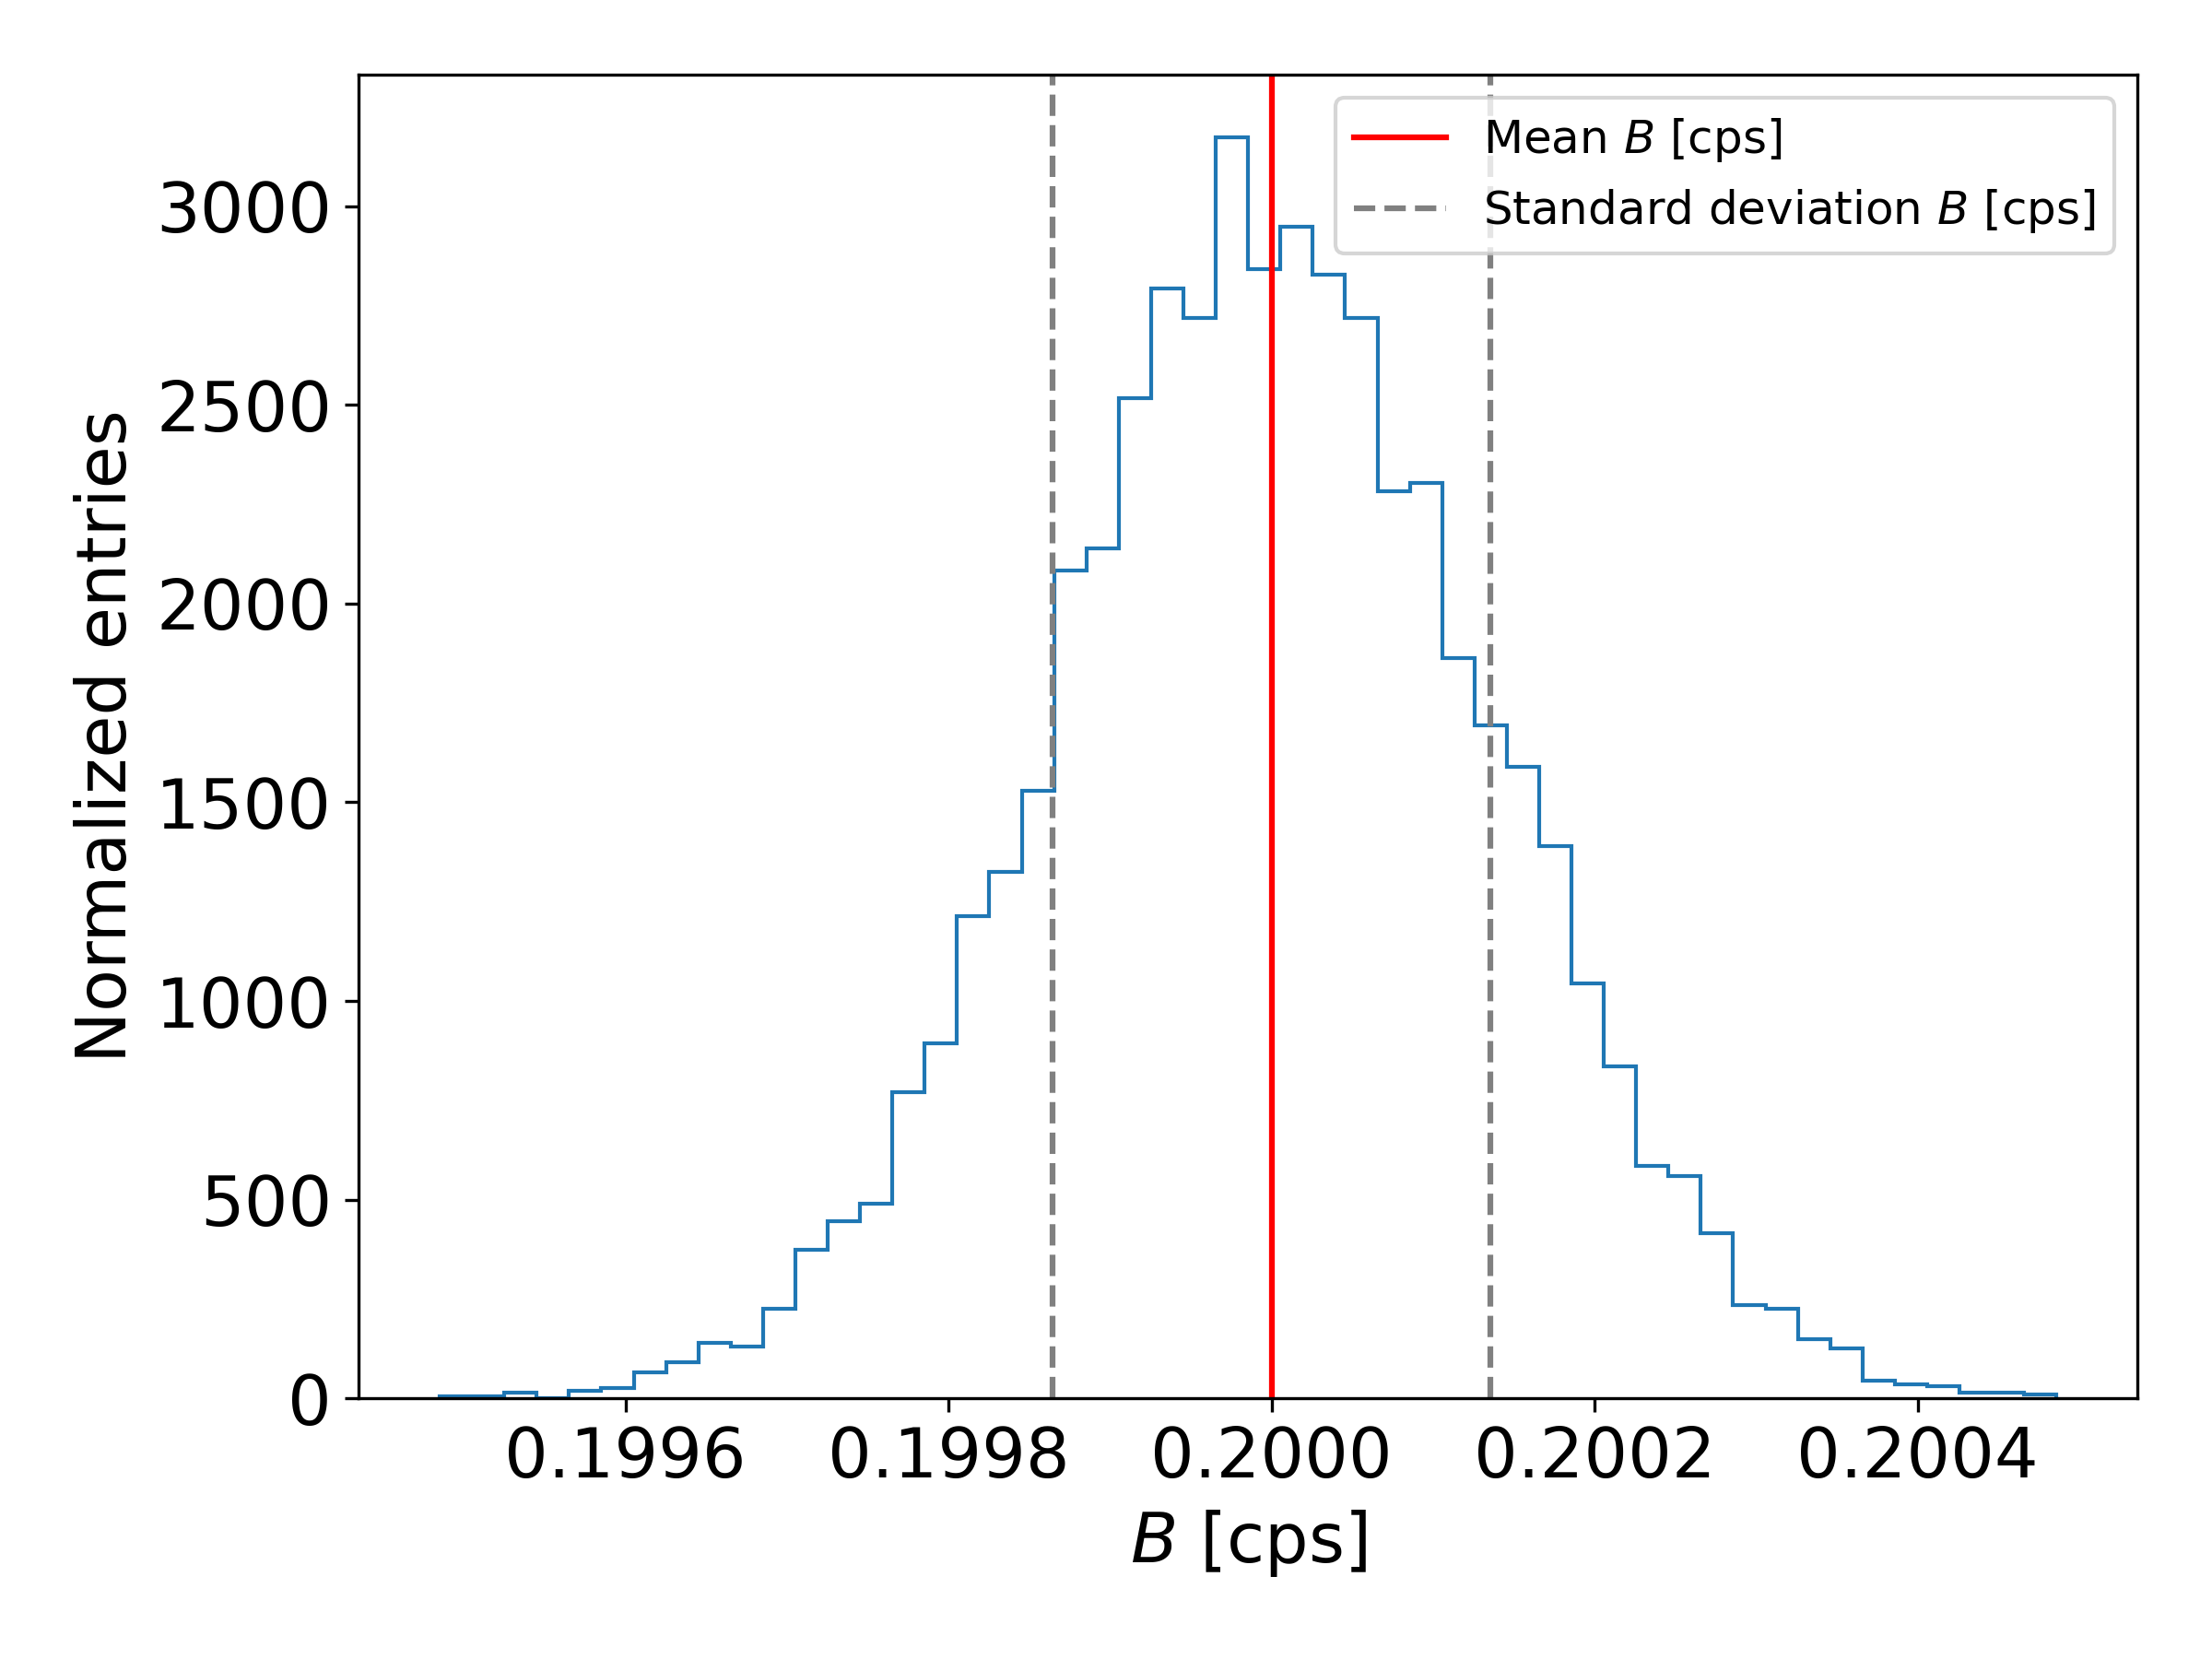 Mean B [cps]
Standard deviation B [cps]
Normalized entries
3000
2500
2000
1500
1000
500
0
0.1996 0.1998 0.2000 0.2002 0.2004
B [cps]